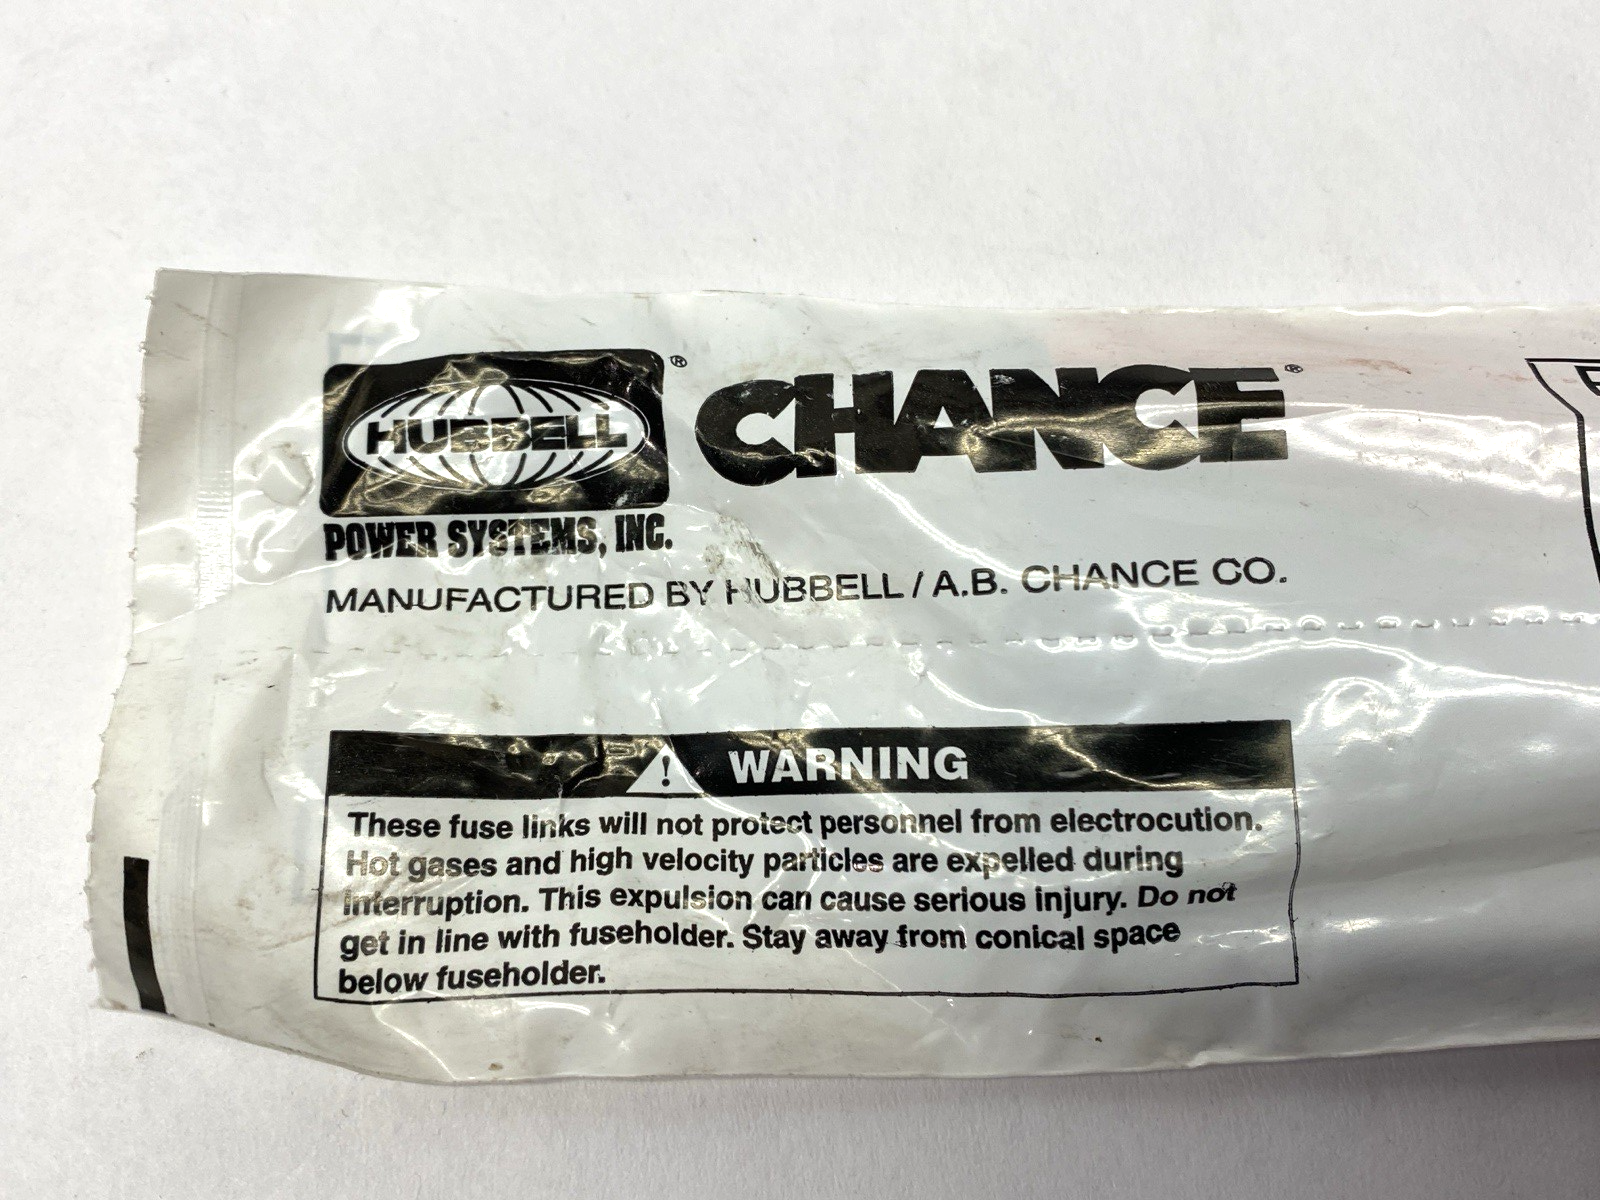 HUBBELL ®
CHANCE ®
POWER SYSTEMS, INC.
MANUFACTURED BY HUBBELL / A.B. CHANCE CO.
! WARNING
These fuse links will not protect personnel from electrocution.
Hot gases and high velocity particles are expelled during
interruption. This expulsion can cause serious injury. Do not
get in line with fuseholder. Stay away from conical space
below fuseholder.